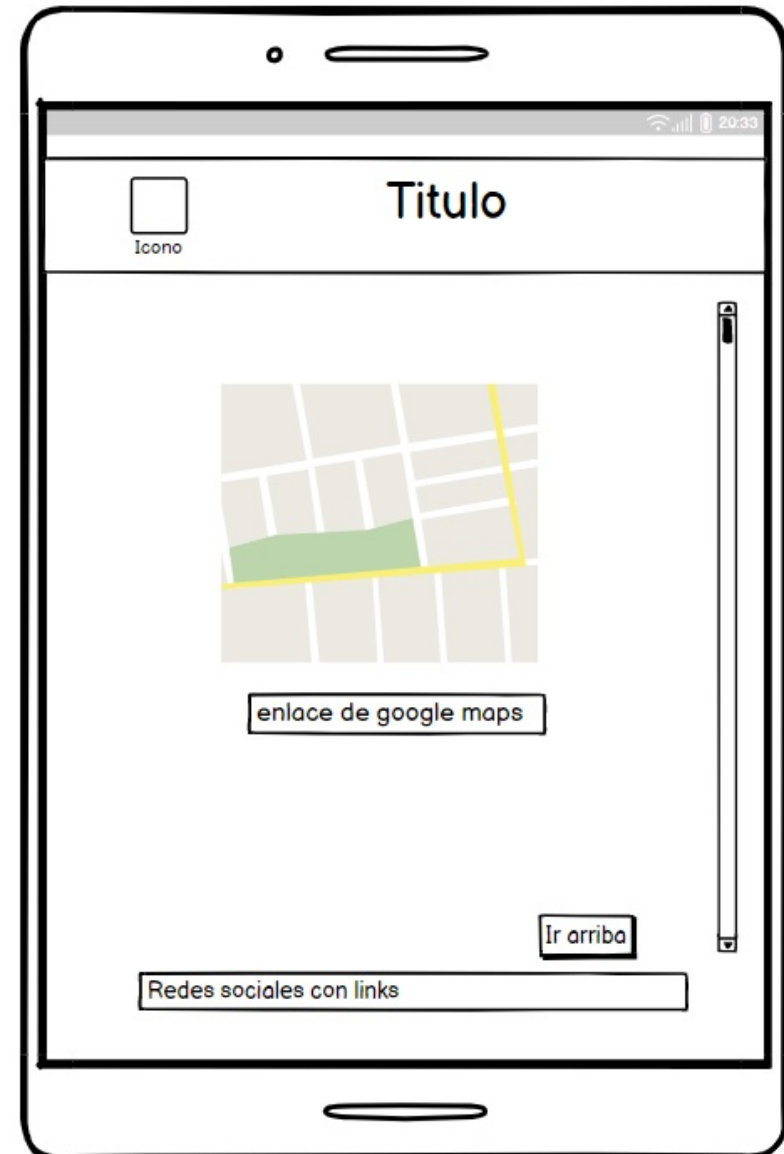 20:33
Titulo
Icono
enlace de google maps
Ir arriba
Redes sociales con links